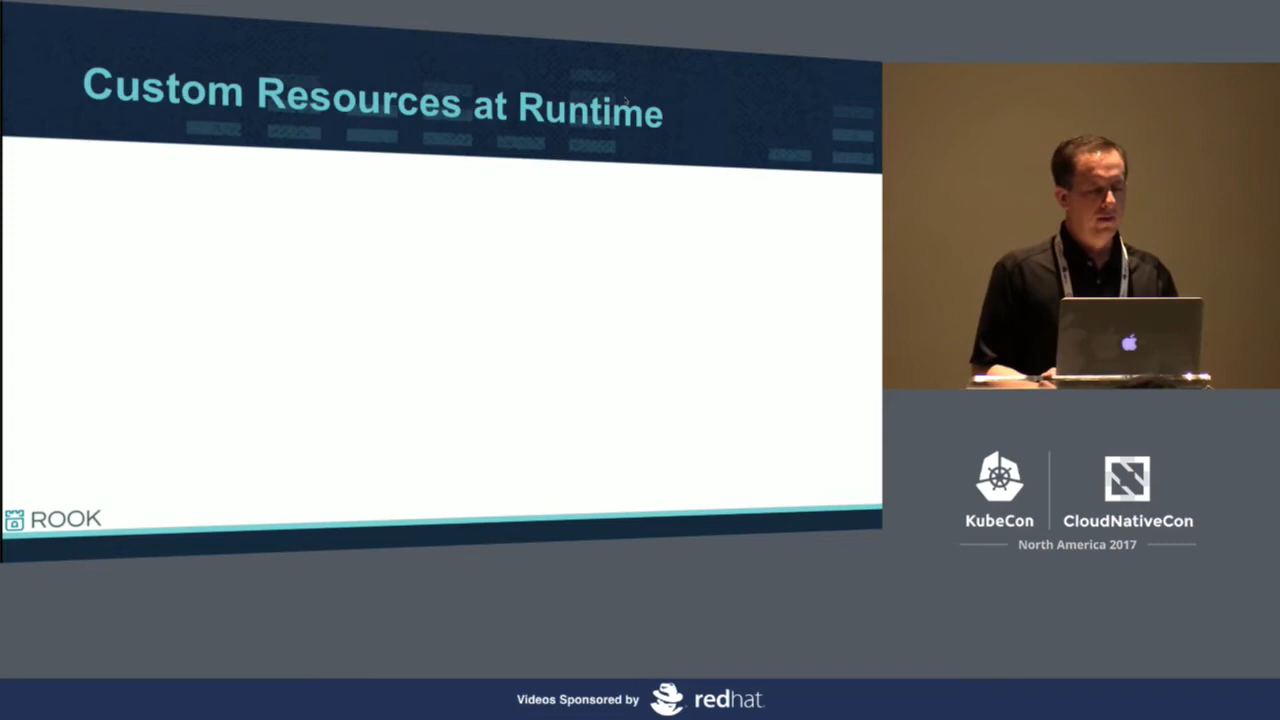 Custom Resources at Runtime
ROOK
KubeCon
CloudNativeCon
North America 2017
Videos Sponsored by
redhat.